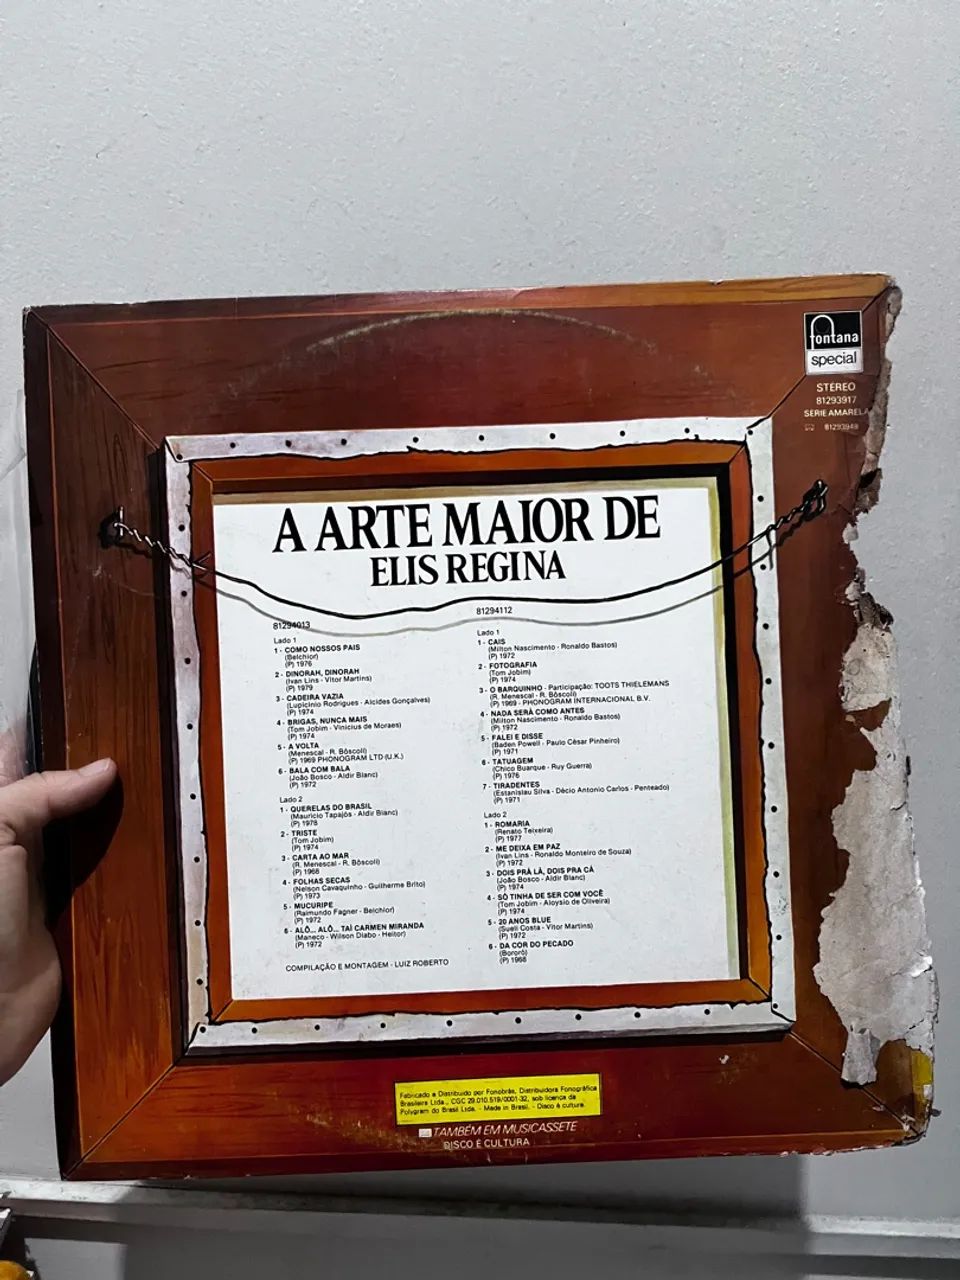 fontana
special
STEREO
81293917
SERIE AMARELA
81293949
A ARTE MAIOR DE
ELIS REGINA
81294013
Lado 1
1 - COMO NOSSOS PAIS
(Belchior)
(P) 1976
2 - DINORAH, DINORAH
(Ivan Lins - Vitor Martins)
(P) 1979
3 - CADEIRA VAZIA
(Lupicínio Rodrigues - Alcides Gonçalves)
(P) 1974
4 - BRIGAS, NUNCA MAIS
(Tom Jobim - Vinicius de Moraes)
(P) 1974
5 - A VOLTA
(Menescal - R. Bôscoli)
(P) 1969 PHONOGRAM LTD (U.K.)
6 - BALA COM BALA
(João Bosco - Aldir Blanc)
(P) 1972
Lado 2
1 - QUERELAS DO BRASIL
(Maurício Tapajós - Aldir Blanc)
(P) 1978
2 - TRISTE
(Tom Jobim)
(P) 1974
3 - CARTA AO MAR
(R. Menescal - R. Bôscoli)
(P) 1968
4 - FOLHAS SECAS
(Nelson Cavaquinho - Guilherme Brito)
(P) 1973
5 - MUCURIPE
(Raimundo Fagner - Belchior)
(P) 1972
6 - ALÔ... ALÔ... TAÍ CARMEN MIRANDA
(Maneco - Wilson Diabo - Heitor)
(P) 1972
COMPILAÇÃO E MONTAGEM - LUIZ ROBERTO
81294112
Lado 1
1 - CAIS
(Milton Nascimento - Ronaldo Bastos)
(P) 1972
2 - FOTOGRAFIA
(Tom Jobim)
(P) 1974
3 - O BARQUINHO - Participação: TOOTS THIELEMANS
(R. Menescal - R. Bôscoli)
(P) 1969 - PHONOGRAM INTERNACIONAL B.V.
4 - NADA SERÁ COMO ANTES
(Milton Nascimento - Ronaldo Bastos)
(P) 1972
5 - FALEI E DISSE
(Baden Powell - Paulo César Pinheiro)
(P) 1971
6 - TATUAGEM
(Chico Buarque - Ruy Guerra)
(P) 1976
7 - TIRADENTES
(Estanislau Silva - Décio Antonio Carlos - Penteado)
(P) 1971
Lado 2
1 - ROMARIA
(Renato Teixeira)
(P) 1977
2 - ME DEIXA EM PAZ
(Ivan Lins - Ronaldo Monteiro de Souza)
(P) 1972
3 - DOIS PRÁ LÁ, DOIS PRA CÁ
(João Bosco - Aldir Blanc)
(P) 1974
4 - SÓ TINHA DE SER COM VOCÊ
(Tom Jobim - Aloysio de Oliveira)
(P) 1974
5 - 20 ANOS BLUE
(Sueli Costa - Vitor Martins)
(P) 1972
6 - DA COR DO PECADO
(Bororó)
(P) 1968
Fabricado e Distribuído por Fonobrás, Distribuidora Fonográfica
Brasileira Ltda., CGC 29.010.519/0001-32, sob licença da
Polygram do Brasil Ltda. - Made in Brasil. - Disco é cultura.
TAMBÉM EM MUSICASSETE
DISCO É CULTURA